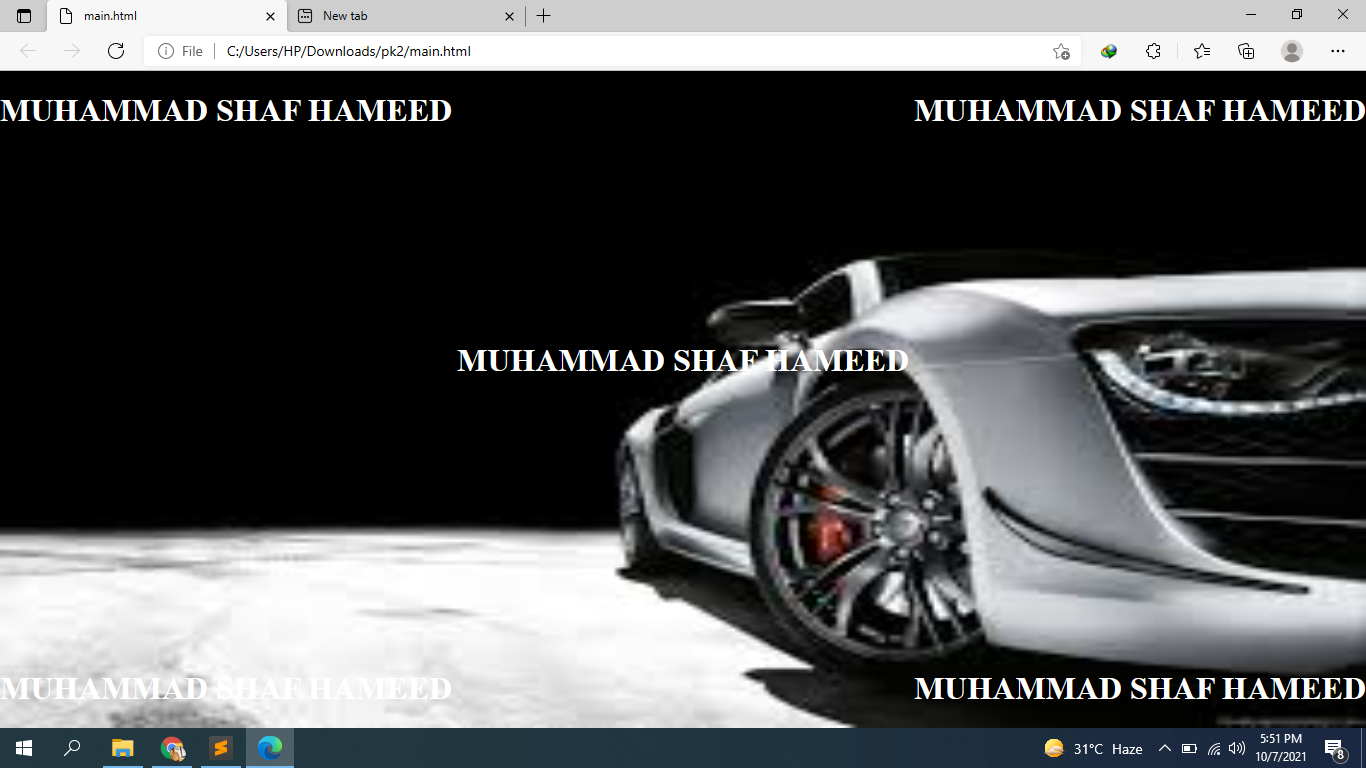 main.html
New tab
File
C:/Users/HP/Downloads/pk2/main.html
MUHAMMAD SHAF HAMEED MUHAMMAD SHAF HAMEED
MUHAMMAD SHAF HAMEED
MUHAMMAD SHAF HAMEED MUHAMMAD SHAF HAMEED
31°C Haze
5:51 PM
10/7/2021
8